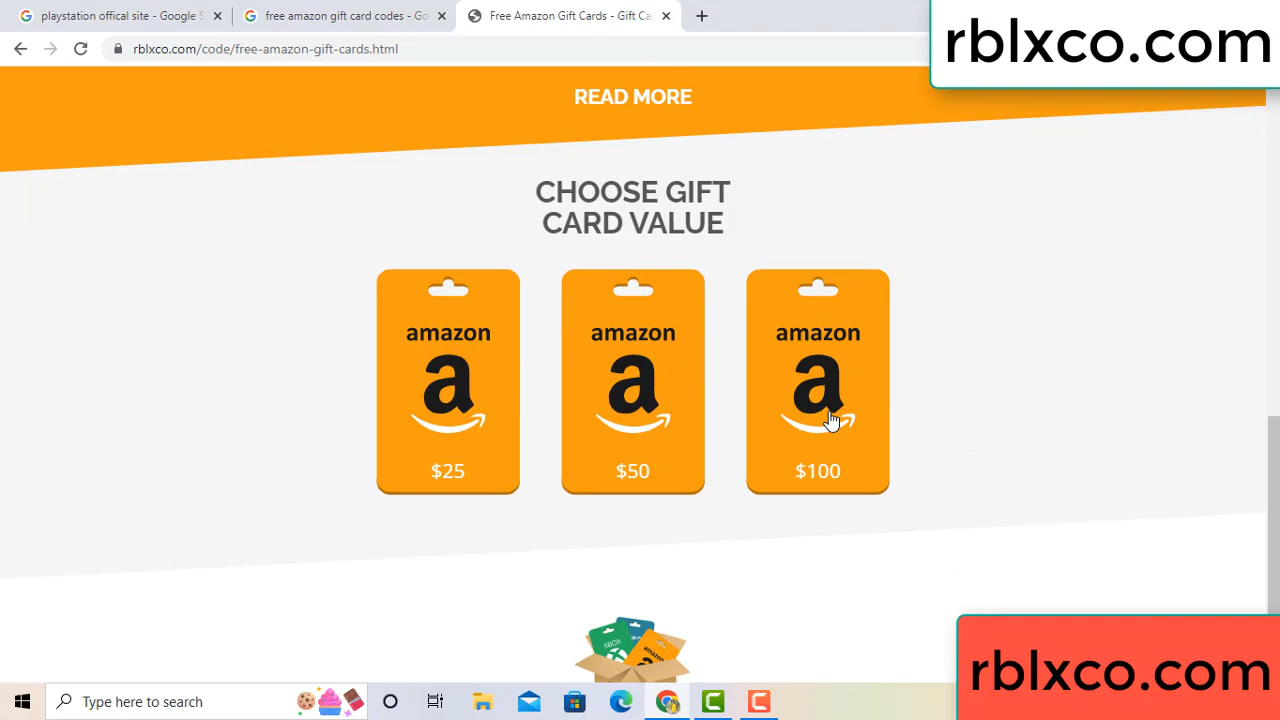 playstation offical site - Google S
free amazon gift card codes - Go
Free Amazon Gift Cards - Gift Ca
rblxco.com/code/free-amazon-gift-cards.html
rblxco.com
READ MORE
CHOOSE GIFT
CARD VALUE
amazon
a
$25
amazon
a
$50
amazon
a
$100
XBOX
rblxco.com
Type here to search